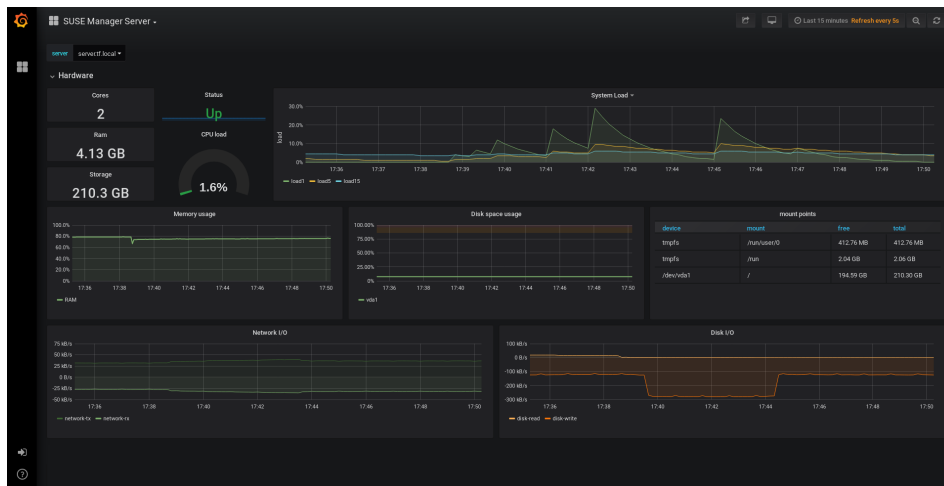 SUSE Manager Server
Last 15 minutes Refresh every 5s
server servertf.local
Hardware
Cores
2
Status
Up
System Load
30.0%
20.0%
10.0%
0%
load
17:36 17:37 17:38 17:39 17:40 17:41 17:42 17:43 17:44 17:45 17:46 17:47 17:48 17:49 17:50
load1 load5 load15
Ram
4.13 GB
CPU load
1.6%
Storage
210.3 GB
Memory usage
100.0%
80.0%
60.0%
40.0%
20.0%
0%
17:36 17:38 17:40 17:42 17:44 17:46 17:48 17:50
RAM
Disk space usage
100.00%
75.00%
50.00%
25.00%
0%
17:36 17:38 17:40 17:42 17:44 17:46 17:48 17:50
vda1
mount points
device mount free total
tmpfs /run/user/0 412.76 MB 412.76 MB
tmpfs /run 2.04 GB 2.06 GB
/dev/vda1 / 194.59 GB 210.30 GB
Network I/O
75 kB/s
50 kB/s
25 kB/s
0 B/s
-25 kB/s
-50 kB/s
17:36 17:38 17:40 17:42 17:44 17:46 17:48 17:50
network-tx network-rx
Disk I/O
100 kB/s
0 B/s
-100 kB/s
-200 kB/s
-300 kB/s
17:36 17:38 17:40 17:42 17:44 17:46 17:48 17:50
disk-read disk-write